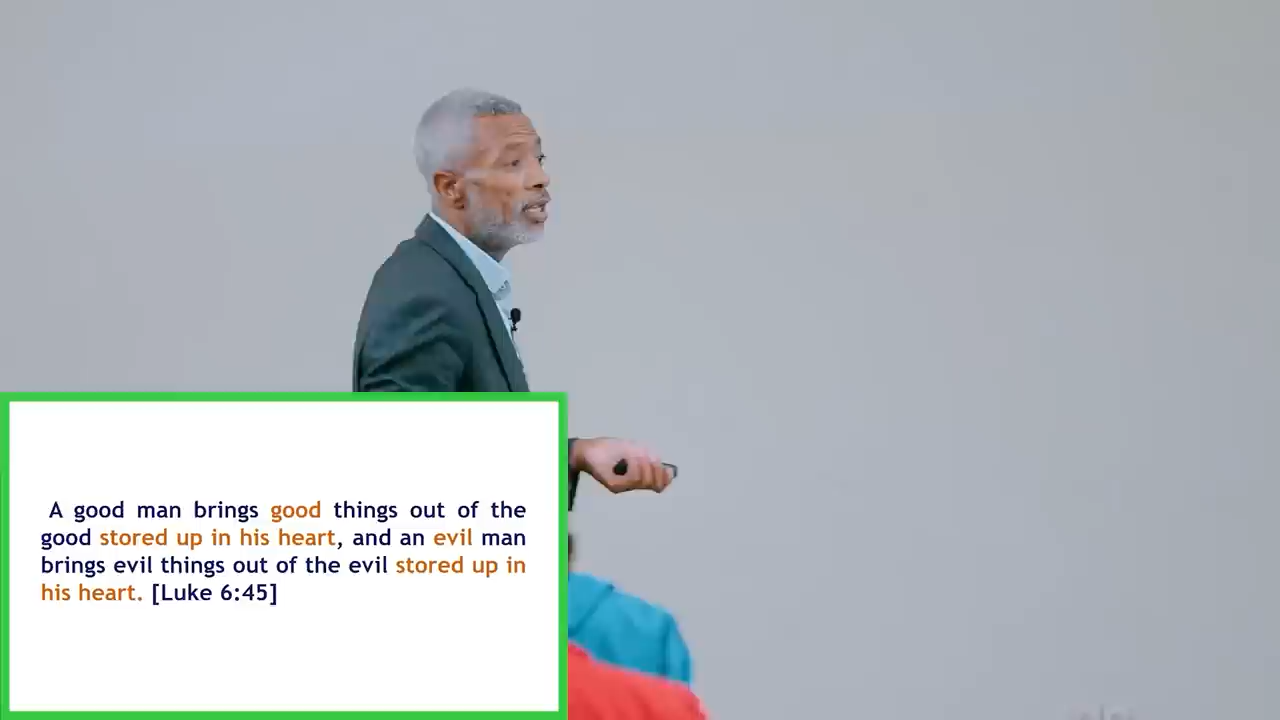 A good man brings good things out of the
good stored up in his heart, and an evil man
brings evil things out of the evil stored up in
his heart. [Luke 6:45]